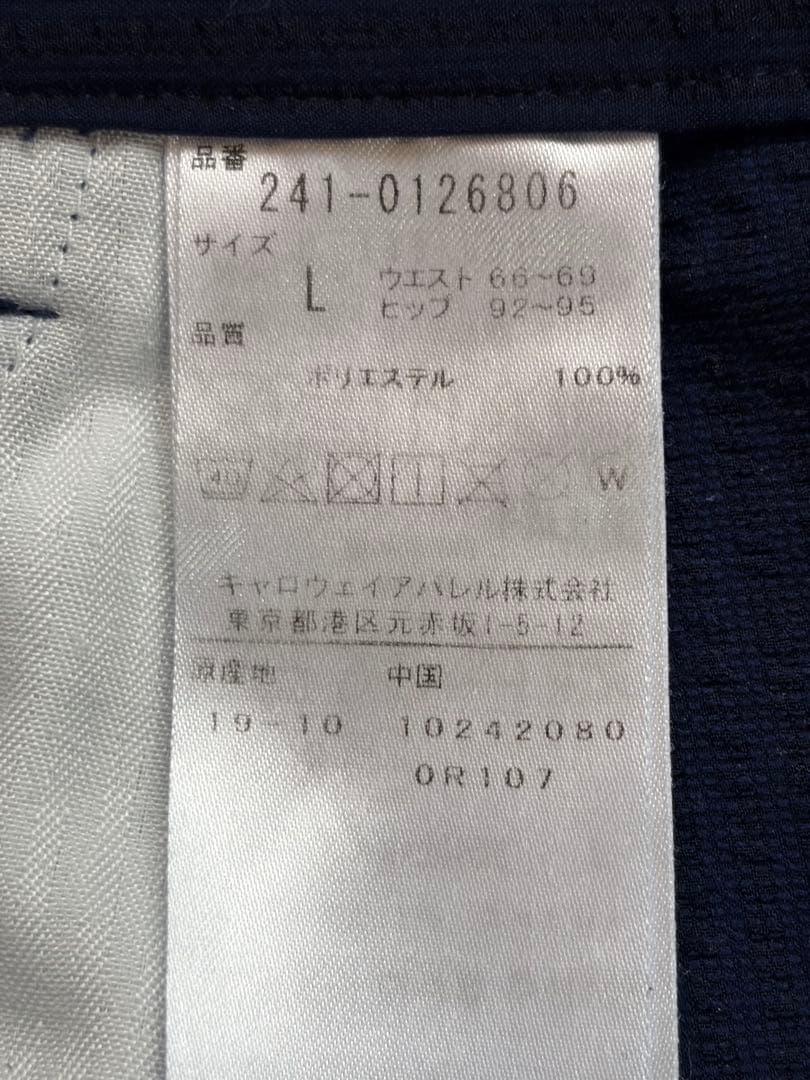 品番
241-0126806
サイズ
L ウエスト 66~69
ヒップ 92~95
品質
ポリエステル 100%
40 W
キャロウェイアパレル株式会社
東京都港区元赤坂1-5-12
原産地 中国
19-10 10242080
0R107